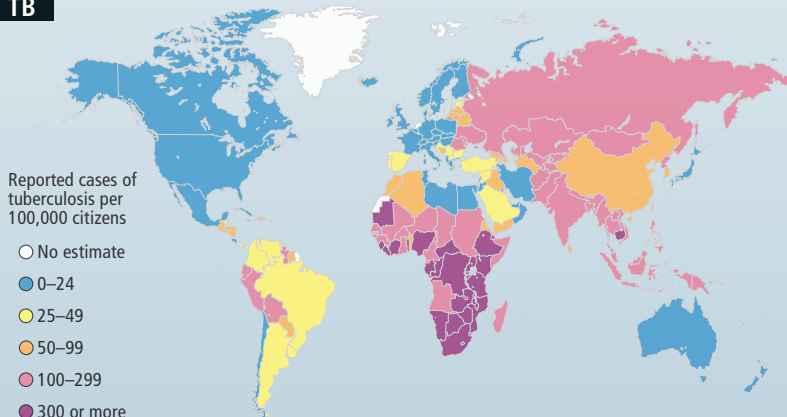 TB
Reported cases of
tuberculosis per
100,000 citizens
No estimate
0–24
25–49
50–99
100–299
300 or more